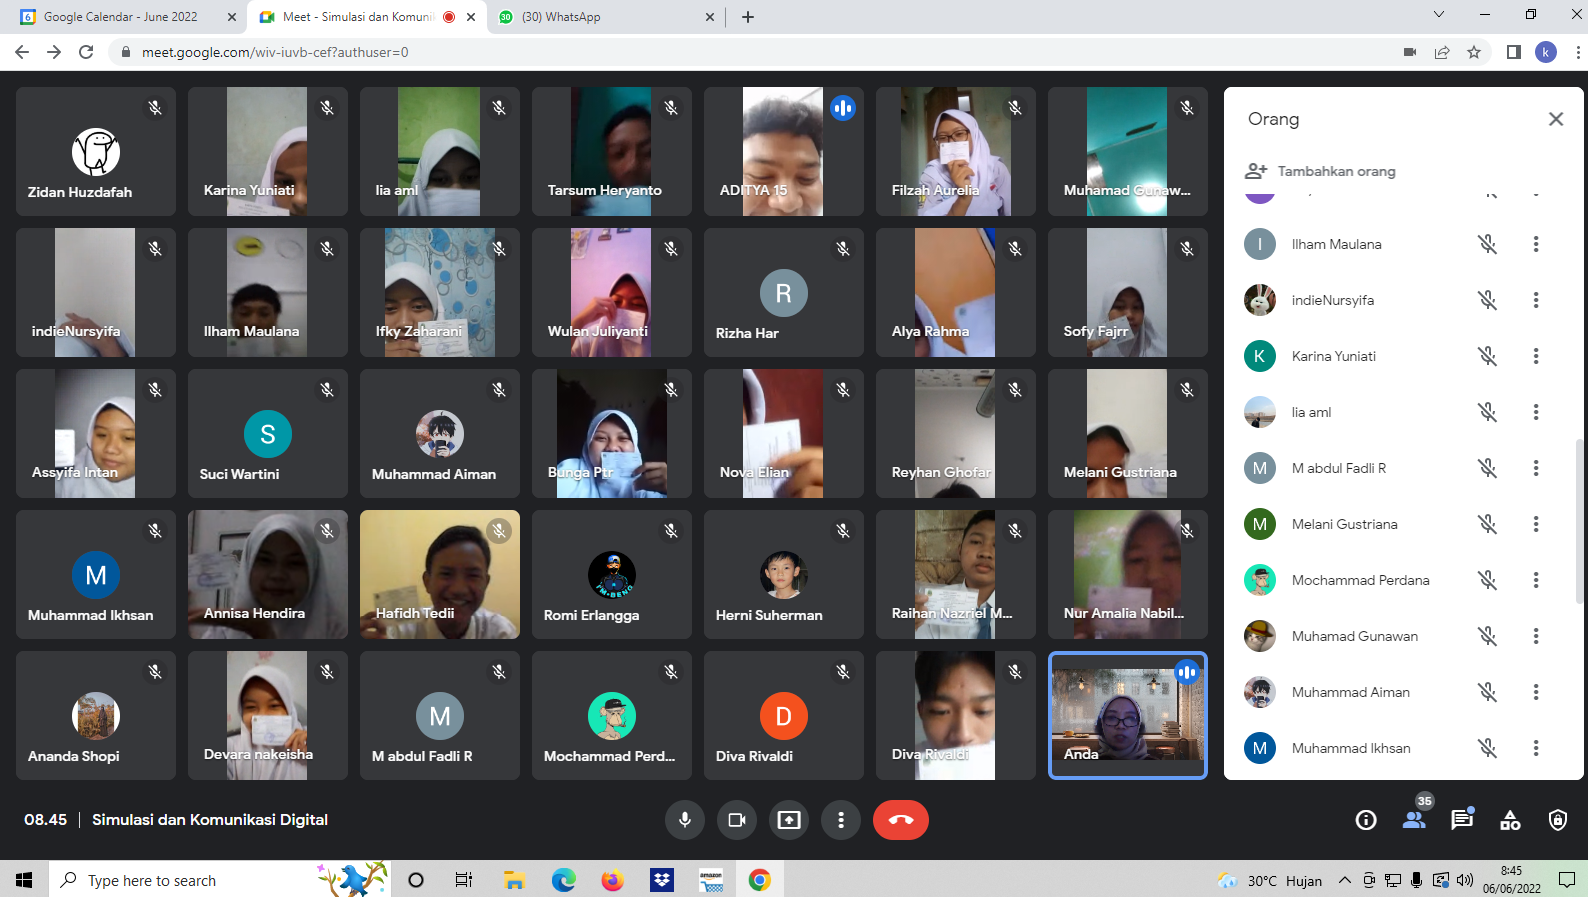 Google Calendar - June 2022
Meet - Simulasi dan Komuni
(30) WhatsApp
meet.google.com/wiv-iuvb-cef?authuser=0
k
Zidan Huzdafah
Karina Yuniati
lia aml
Tarsum Heryanto
ADITYA 15
Filzah Aurelia
Muhamad Gunaw...
indieNursyifa
Ilham Maulana
Ifky Zaharani
Wulan Juliyanti
R
Rizha Har
Alya Rahma
Sofy Fajrr
Assyifa Intan
S
Suci Wartini
Muhammad Aiman
Bunga Ptr
Nova Elian
Reyhan Ghofar
Melani Gustriana
M
Muhammad Ikhsan
Annisa Hendira
Hafidh Tedii
Romi Erlangga
Herni Suherman
Raihan Nazriel M...
Nur Amalia Nabil...
Ananda Shopi
Devara nakeisha
M
M abdul Fadli R
Mochammad Perd...
D
Diva Rivaldi
Diva Rivaldi
Anda
Orang
Tambahkan orang
I
Ilham Maulana
indieNursyifa
K
Karina Yuniati
lia aml
M
M abdul Fadli R
M
Melani Gustriana
Mochammad Perdana
Muhamad Gunawan
Muhammad Aiman
M
Muhammad Ikhsan
08.45
Simulasi dan Komunikasi Digital
35
Type here to search
amazon
30°C Hujan
8:45
06/06/2022